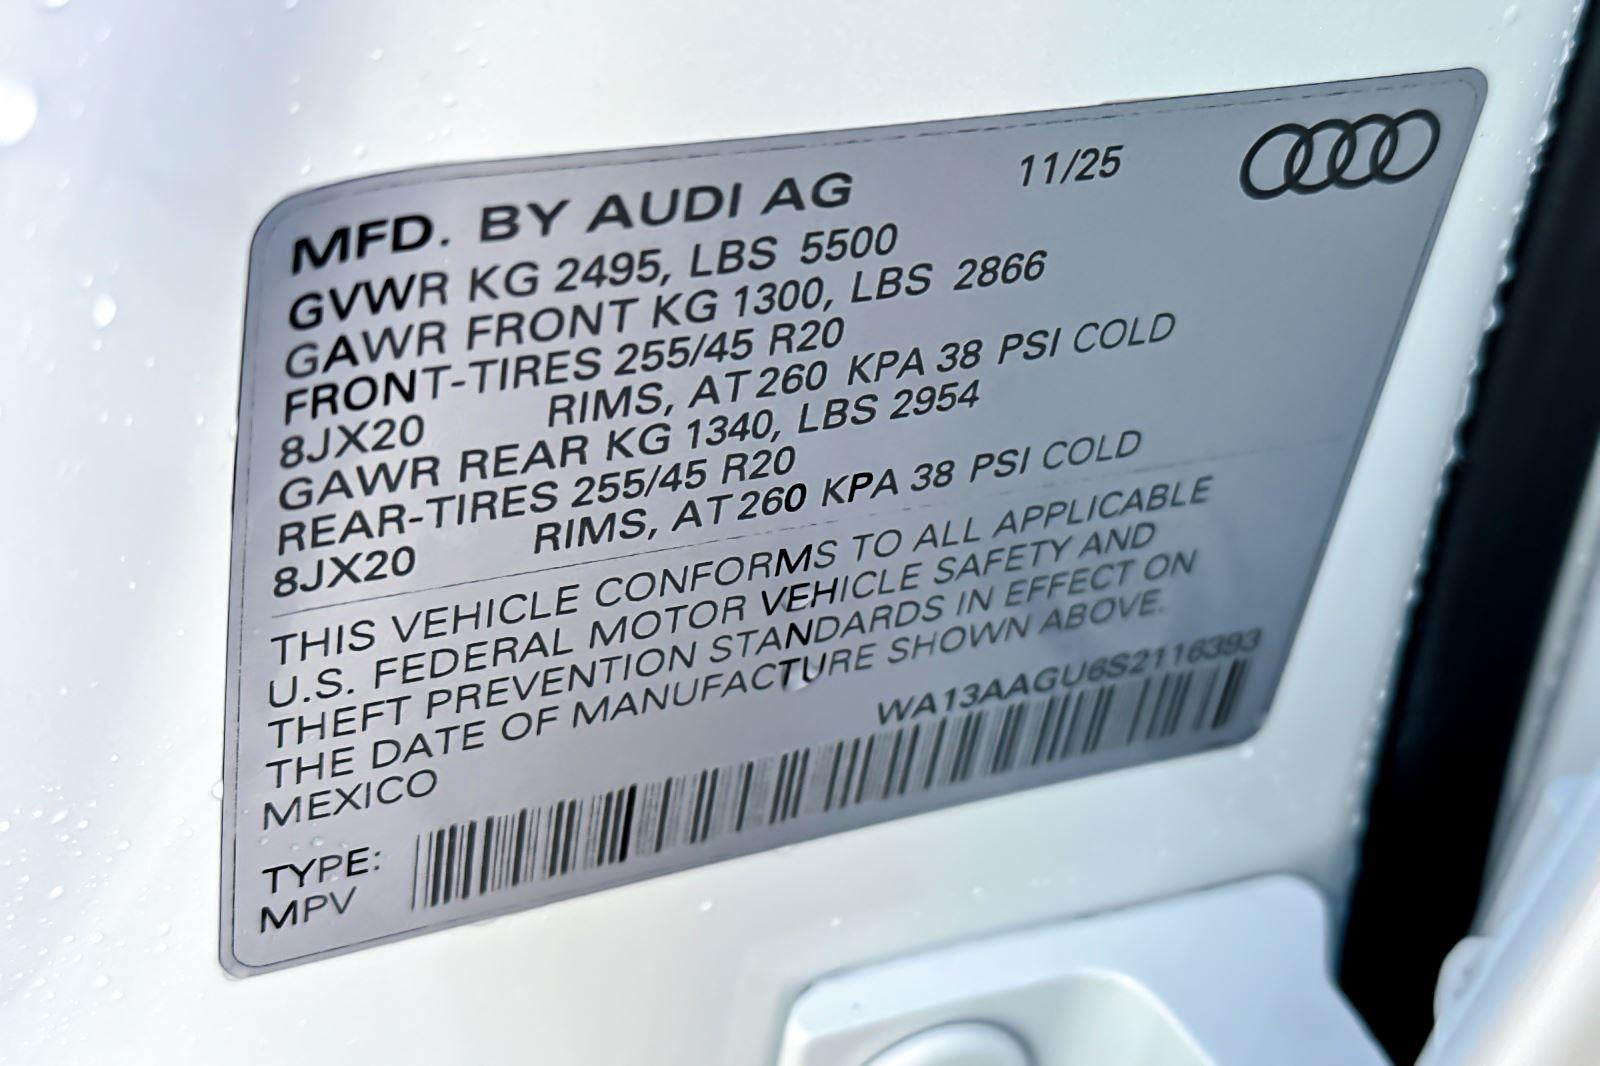 MFD. BY AUDI AG 11/25
GVWR KG 2495, LBS 5500
GAWR FRONT KG 1300, LBS 2866
FRONT-TIRES 255/45 R20
8JX20 RIMS, AT 260 KPA 38 PSI COLD
GAWR REAR KG 1340, LBS 2954
REAR-TIRES 255/45 R20
8JX20 RIMS, AT 260 KPA 38 PSI COLD
THIS VEHICLE CONFORMS TO ALL APPLICABLE
U.S. FEDERAL MOTOR VEHICLE SAFETY AND
THEFT PREVENTION STANDARDS IN EFFECT ON
THE DATE OF MANUFACTURE SHOWN ABOVE.
MEXICO
WA13AAGU6S2116393
TYPE:
MPV